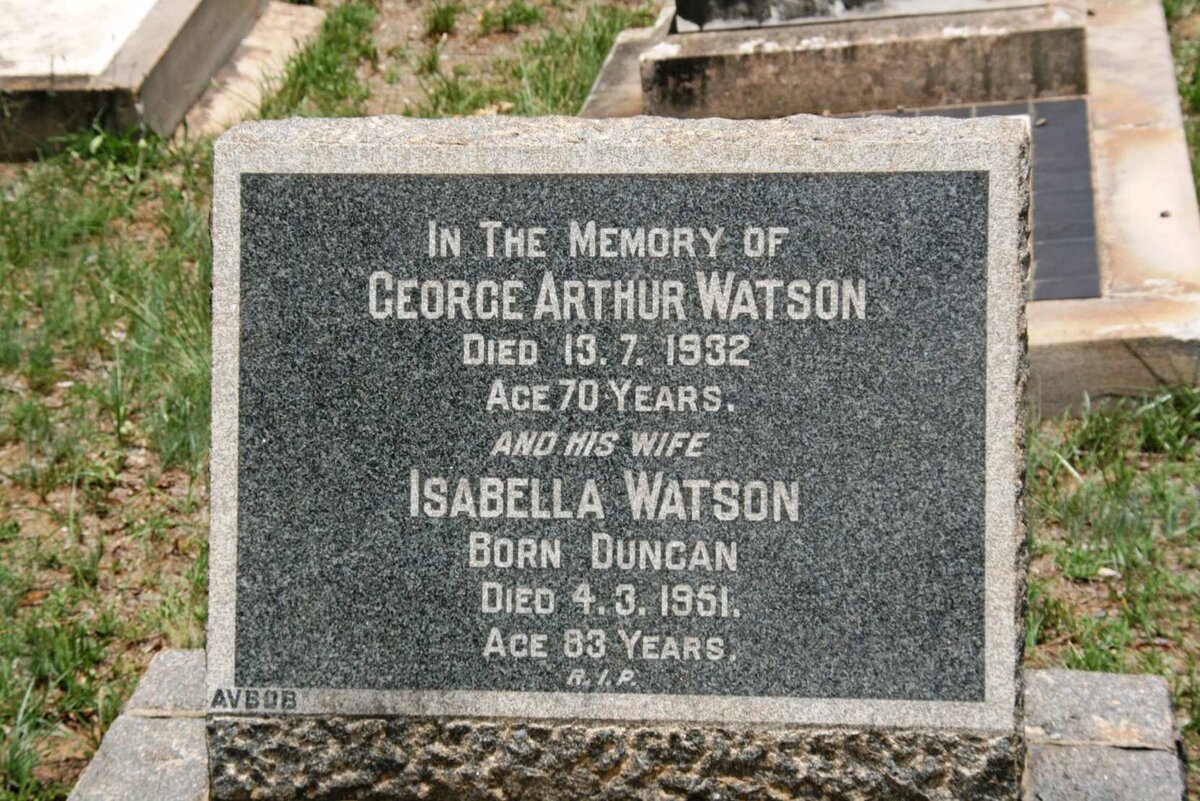 IN THE MEMORY OF
GEORGE ARTHUR WATSON
DIED 13.7.1932
AGE 70 YEARS.
AND HIS WIFE
ISABELLA WATSON
BORN DUNCAN
DIED 4.3.1951.
AGE 83 YEARS.
R.I.P.
AVBOB